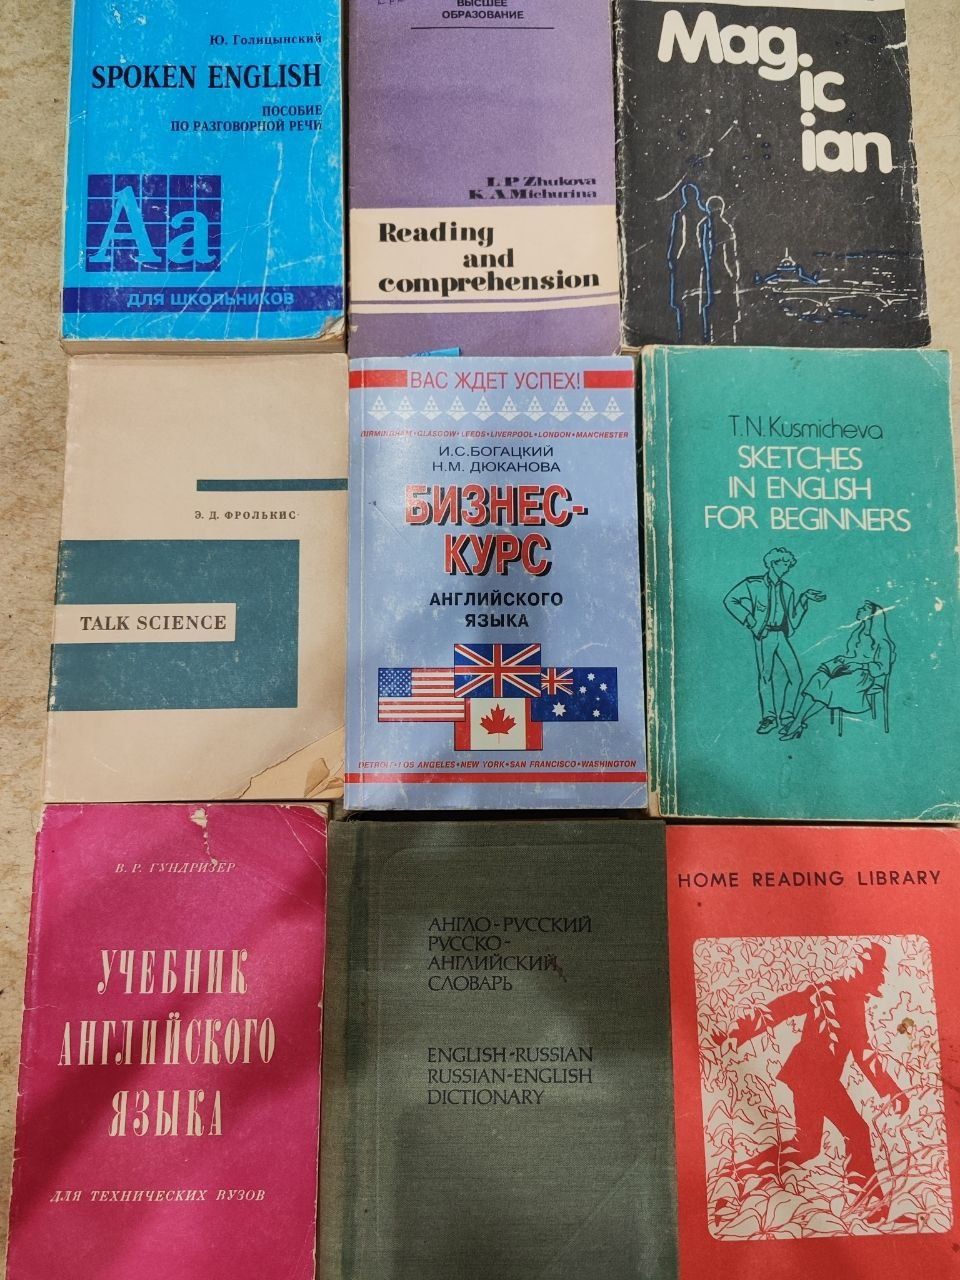 Ю. Голицынский
SPOKEN ENGLISH
ПОСОБИЕ
ПО РАЗГОВОРНОЙ РЕЧИ
Aa
ДЛЯ ШКОЛЬНИКОВ
ВЫСШЕЕ
ОБРАЗОВАНИЕ
L.P. Zhukova
K.A. Michurina
Reading
and
comprehension
Mag
ic
ian
Э. Д. ФРОЛЬКИС
TALK SCIENCE
ВАС ЖДЕТ УСПЕХ!
BIRMINGHAM•GLASGOW•LEEDS•LIVERPOOL•LONDON•MANCHESTER
И.С.БОГАЦКИЙ
Н.М. ДЮКАНОВА
БИЗНЕС-
КУРС
АНГЛИЙСКОГО
ЯЗЫКА
DETROIT•LOS ANGELES•NEW YORK•SAN FRANCISCO•WASHINGTON
T.N.Kusmicheva
SKETCHES
IN ENGLISH
FOR BEGINNERS
В. Р. ГУНДРИЗЕР
УЧЕБНИК
АНГЛИЙСКОГО
ЯЗЫКА
ДЛЯ ТЕХНИЧЕСКИХ ВУЗОВ
АНГЛО-РУССКИЙ
РУССКО-
АНГЛИЙСКИЙ
СЛОВАРЬ
ENGLISH-RUSSIAN
RUSSIAN-ENGLISH
DICTIONARY
HOME READING LIBRARY